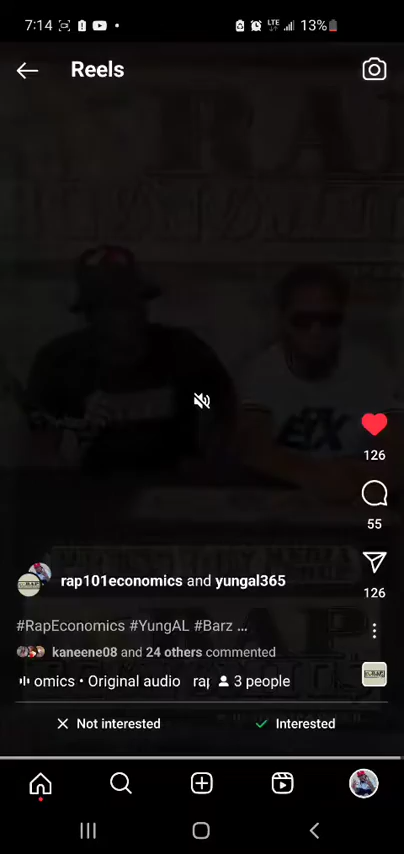 7:14 LTE 13%
Reels
126
55
rap101economics and yungal365
126
#RapEconomics #YungAL #Barz ...
kaneene08 and 24 others commented
omics • Original audio rap 3 people
Not interested Interested